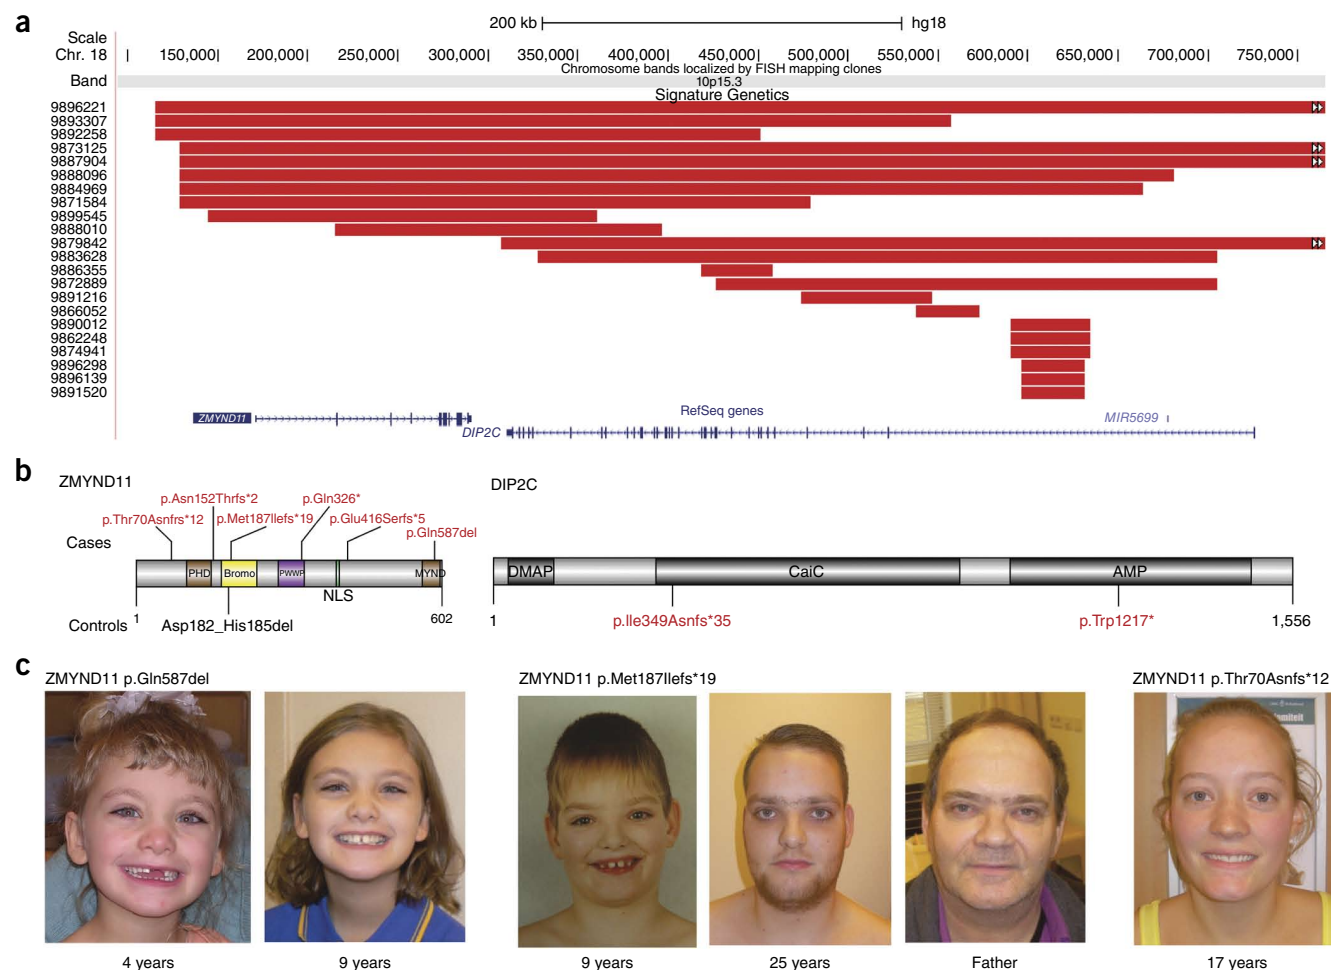 a
200 kb hg18
Scale
Chr. 18 150,000 200,000 250,000 300,000 350,000 400,000 450,000 500,000 550,000 600,000 650,000 700,000 750,000
Chromosome bands localized by FISH mapping clones
Band 10p15.3
Signature Genetics
9896221
9893307
9892258
9873125
9887904
9888096
9884969
9871584
9899545
9888010
9879842
9883628
9886355
9872889
9891216
9866052
9890012
9862248
9874941
9896298
9896139
9891520
RefSeq genes
ZMYND11 MIR5699
DIP2C
b
ZMYND11 DIP2C
p.Asn152Thrfs*2 p.Gln326*
p.Thr70Asnfrs*12 p.Met187Ilefs*19 p.Glu416Serfs*5
p.Gln587del
Cases
PHD Bromo PWWP MYND DMAP CaiC AMP
NLS
Controls 1 Asp182_His185del 602 1 p.Ile349Asnfs*35 p.Trp1217* 1,556
c
ZMYND11 p.Gln587del ZMYND11 p.Met187Ilefs*19 ZMYND11 p.Thr70Asnfs*12
4 years 9 years 9 years 25 years Father 17 years